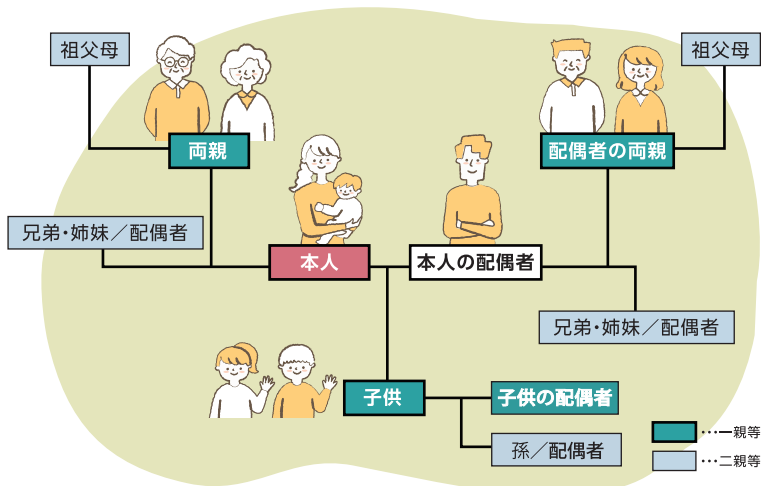 祖父母
祖父母
両親
配偶者の両親
兄弟・姉妹／配偶者
本人
本人の配偶者
兄弟・姉妹／配偶者
子供
子供の配偶者
孫／配偶者
…一親等
…二親等